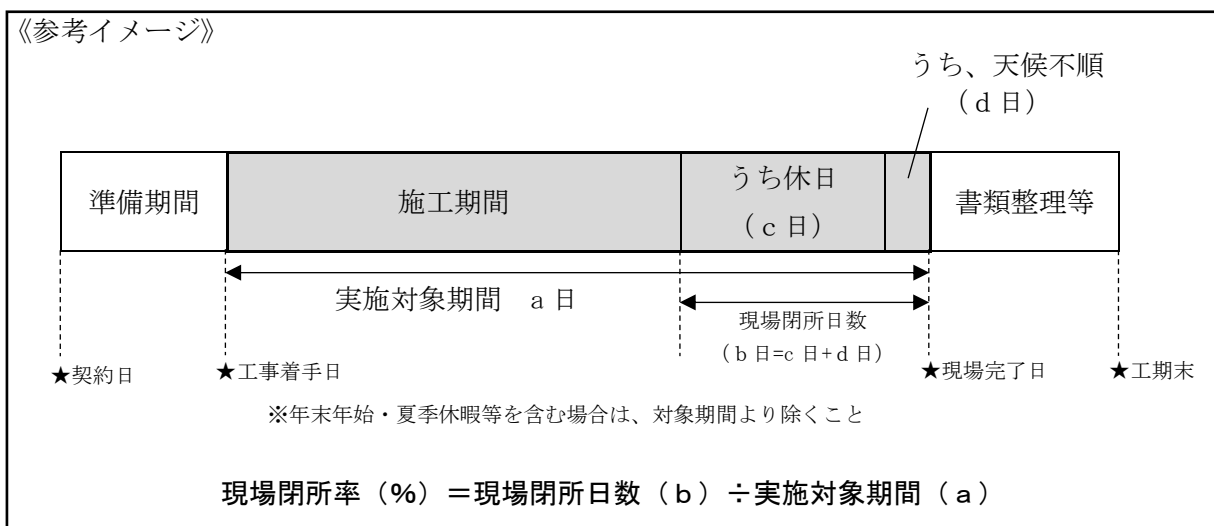 《参考イメージ》
うち、天候不順
(d日)
準備期間
施工期間
うち休日
(c日)
書類整理等
実施対象期間 a日
現場閉所日数
(b日=c日+d日)
★契約日
★工事着手日
★現場完了日
★工期末
※年末年始・夏季休暇等を含む場合は、対象期間より除くこと
現場閉所率(%)=現場閉所日数(b)÷実施対象期間(a)